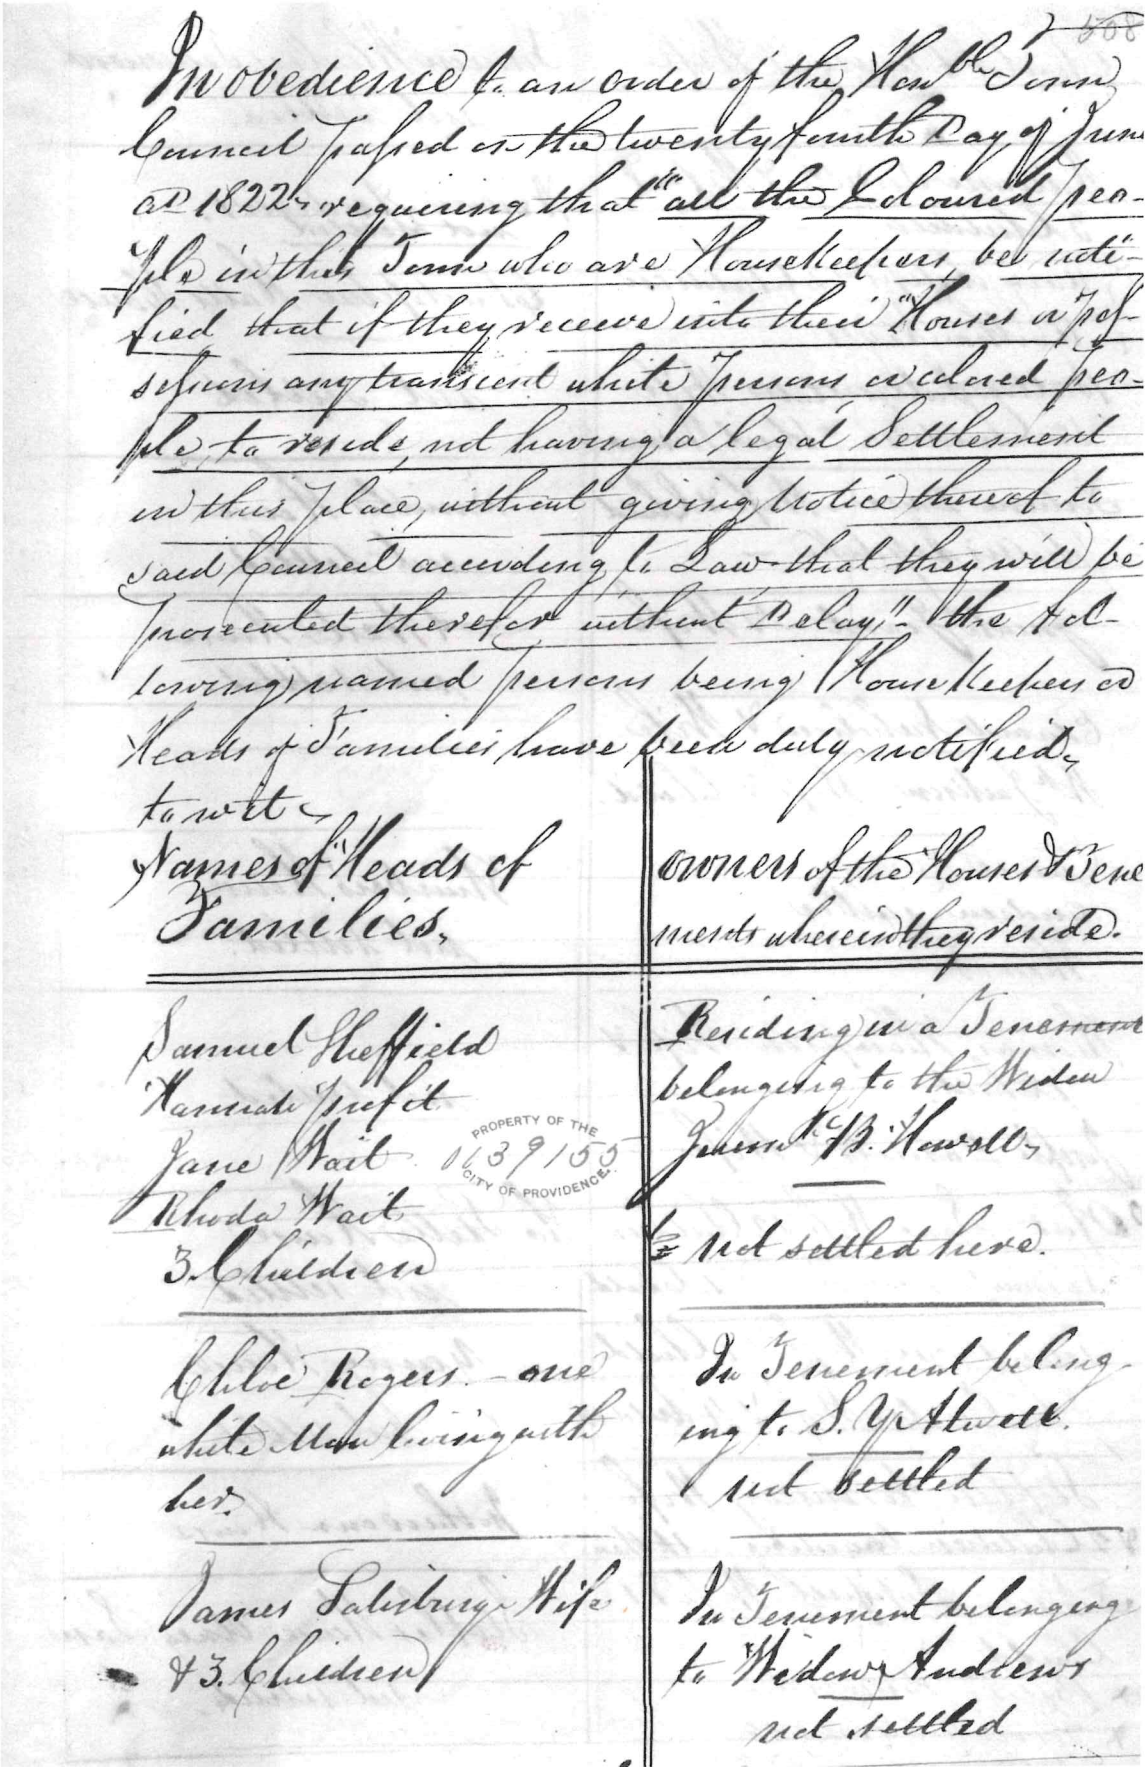 508
In obedience to an order of the Honble Town
Council passed on the twenty fourth Day of June
AD 1822, requiring that "all the Coloured peo-
ple in this Town who are Housekeepers, be noti-
fied that if they receive into their Houses or pos-
sessions any transient white persons or colored peo-
ple to reside, not having a legal Settlement
in this place, without giving Notice thereof to
said Council according to Law that they will be
prosecuted therefor without Delay" - the fol-
lowing named persons being House Keepers or
Heads of Families have been duly notified,
to wit
Names of Heads of
Families,
owners of the Houses & Tene
ments wherein they reside.
Samuel Sheffield
Hannah
Jane Wait
Rhoda Wait
3. Children
Residing in a Tenement
belonging to the Widow
B. Howell,
not settled here.
PROPERTY OF THE
0139155
CITY OF PROVIDENCE.
Chloe Rogers. - one
white Man living with
her.
In Tenement belong-
ing to S. Y. Atwell.
not settled
James Salisbury Wife
& 3. Children
In Tenement belonging
to Widow Andrews
not settled